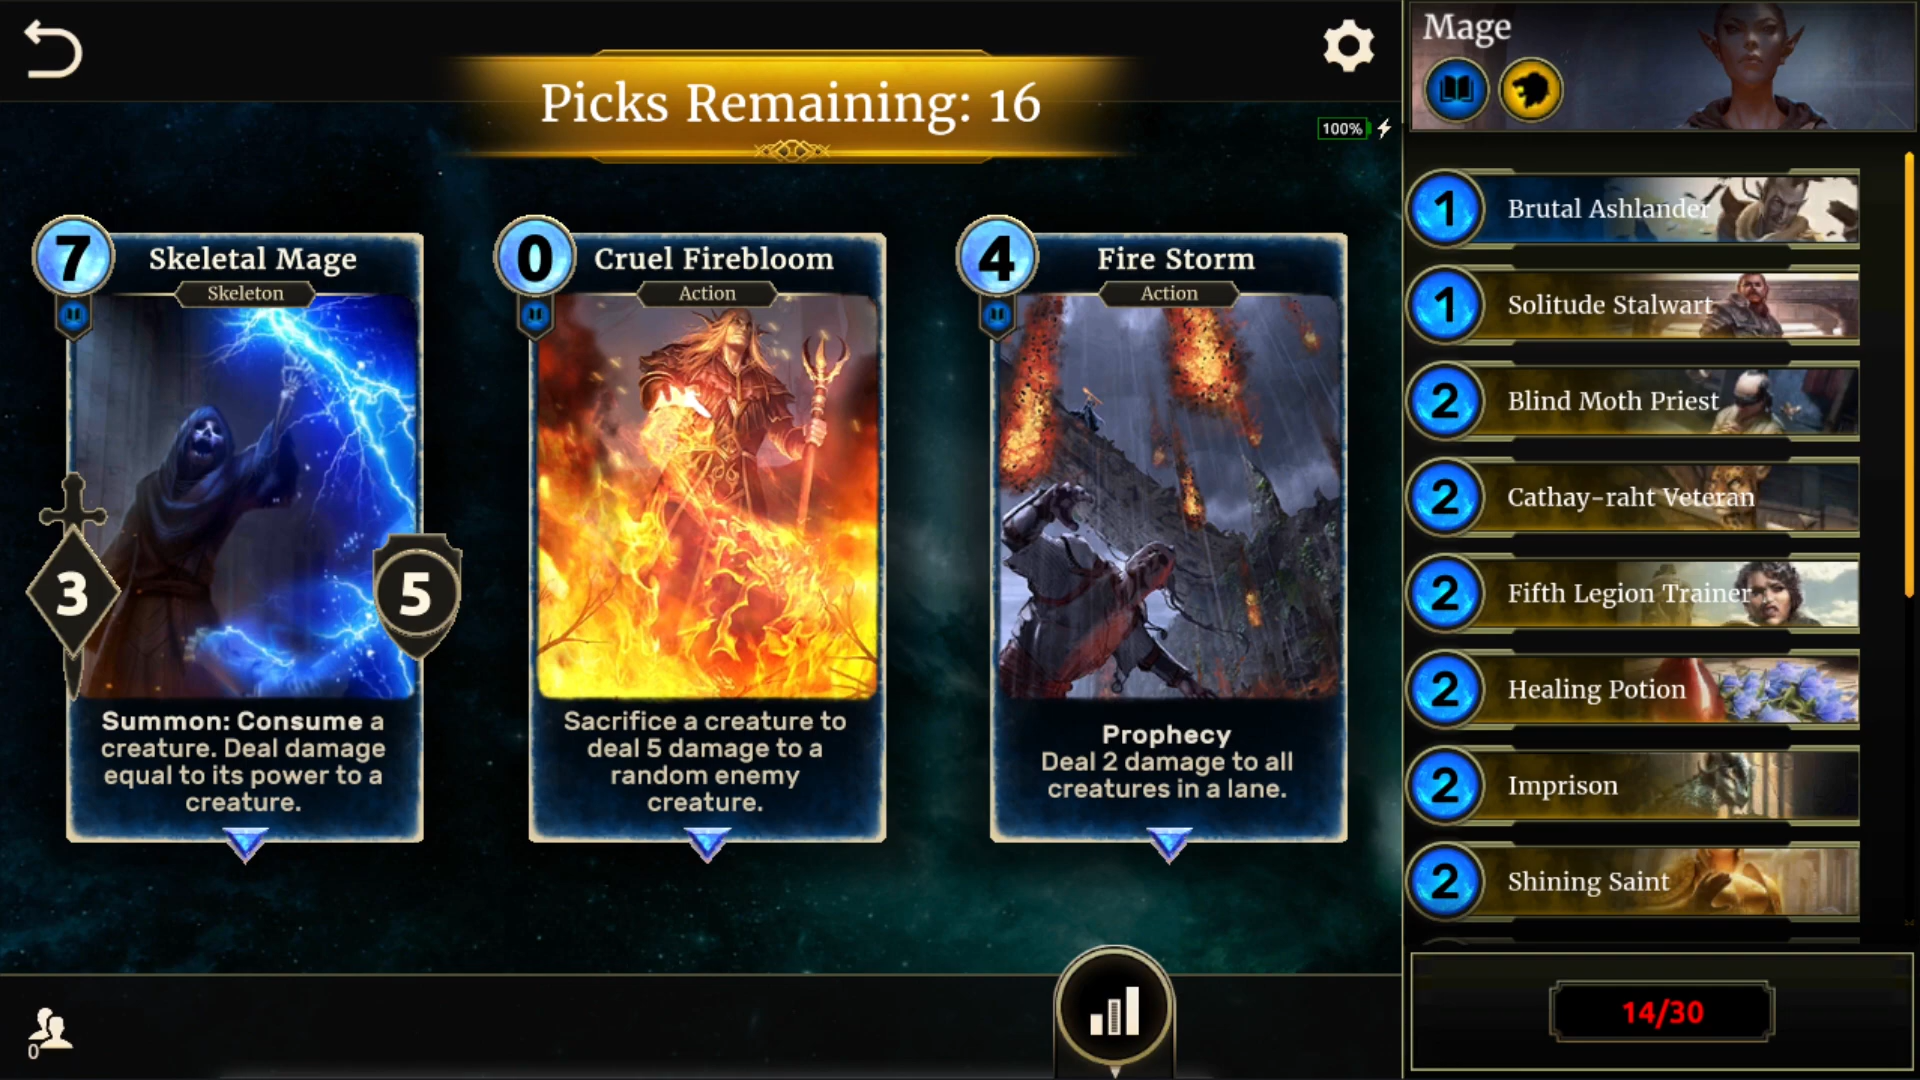 Picks Remaining: 16
100%
7
Skeletal Mage
Skeleton
3
5
Summon: Consume a
creature. Deal damage
equal to its power to a
creature.
0
Cruel Firebloom
Action
Sacrifice a creature to
deal 5 damage to a
random enemy
creature.
4
Fire Storm
Action
Prophecy
Deal 2 damage to all
creatures in a lane.
0
Mage
1 Brutal Ashlander
1 Solitude Stalwart
2 Blind Moth Priest
2 Cathay-raht Veteran
2 Fifth Legion Trainer
2 Healing Potion
2 Imprison
2 Shining Saint
14/30